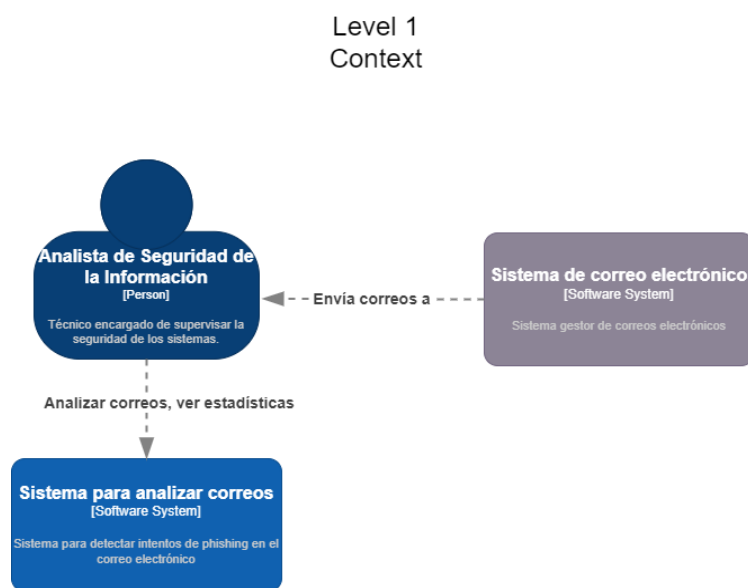 Level 1
Context
Analista de Seguridad de
la Información
[Person]
Técnico encargado de supervisar la
seguridad de los sistemas.
Envía correos a
Sistema de correo electrónico
[Software System]
Sistema gestor de correos electrónicos
Analizar correos, ver estadísticas
Sistema para analizar correos
[Software System]
Sistema para detectar intentos de phishing en el
correo electrónico